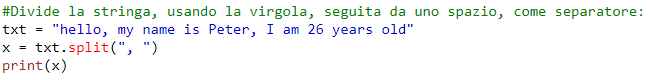 #Divide la stringa, usando la virgola, seguita da uno spazio, come separatore:
txt = "hello, my name is Peter, I am 26 years old"
x = txt.split(", ")
print(x)